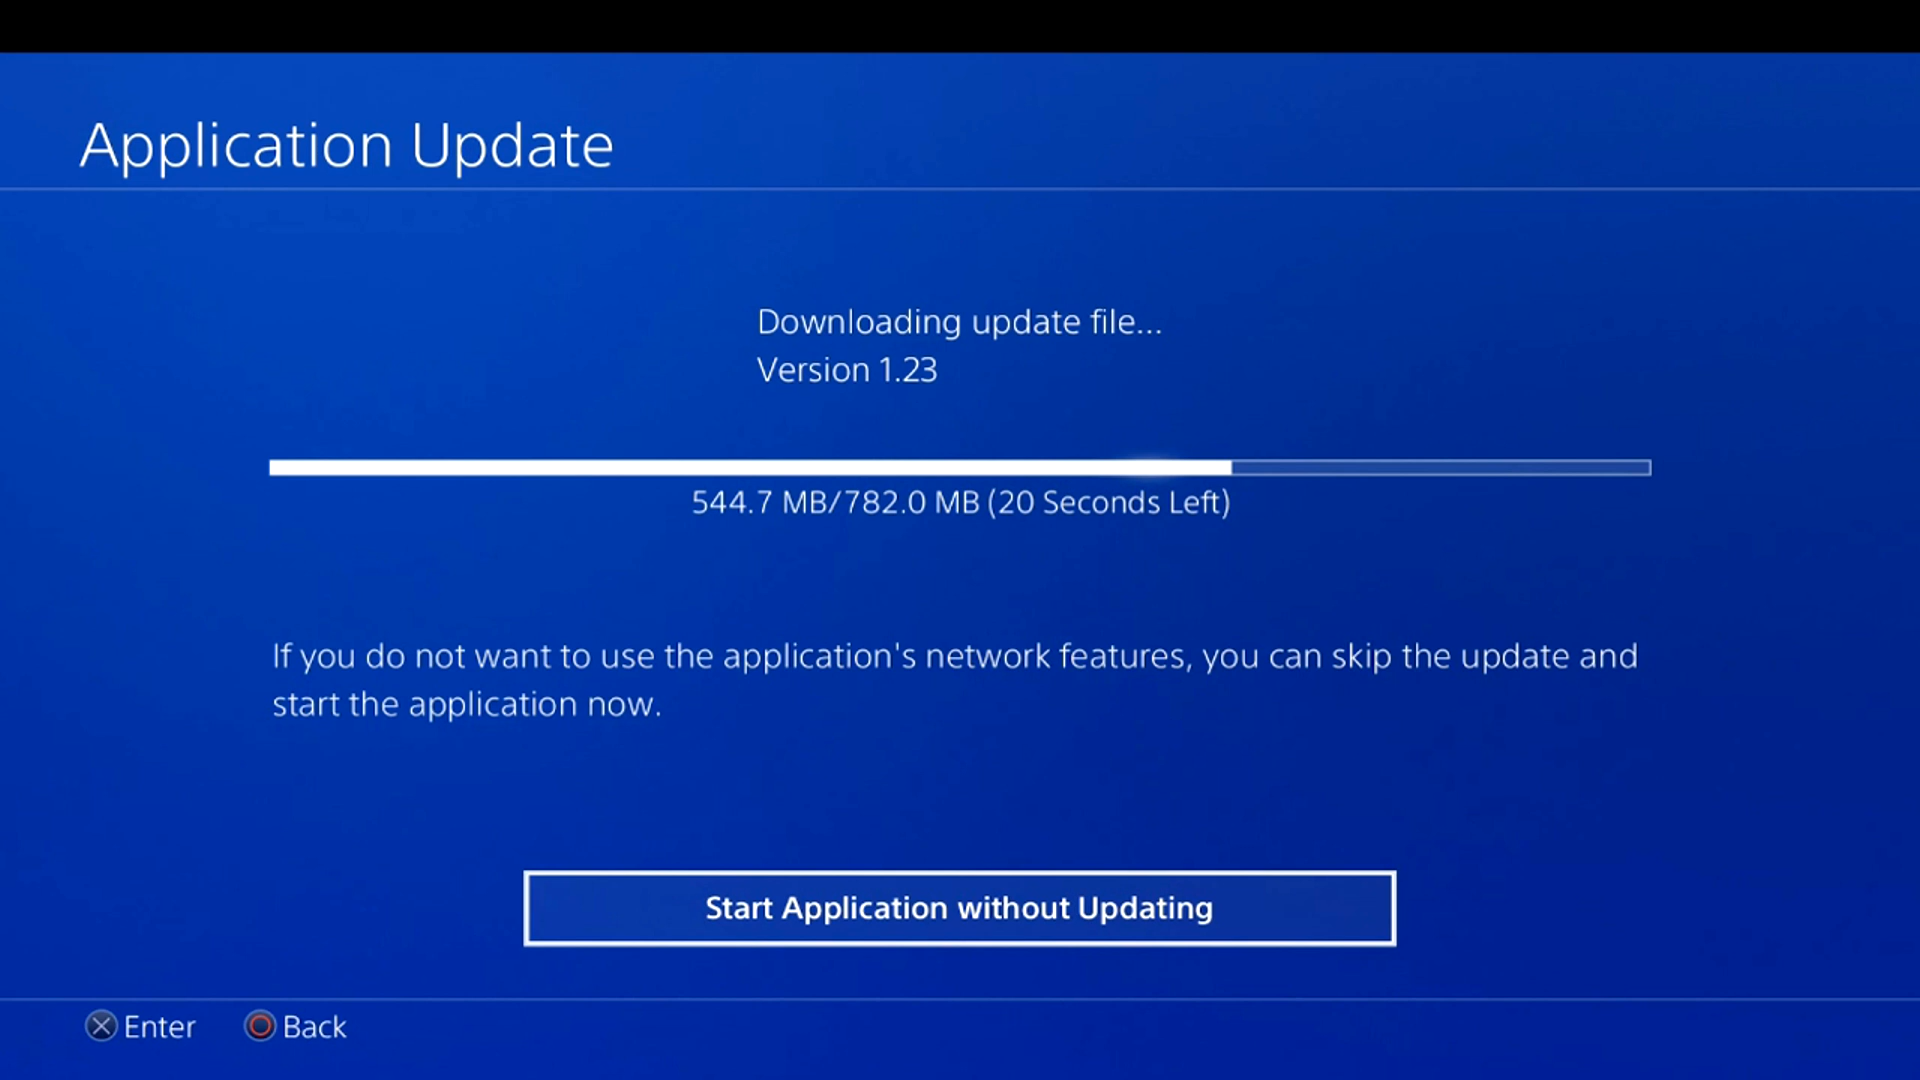 Application Update
Downloading update file...
Version 1.23
544.7 MB/782.0 MB (20 Seconds Left)
If you do not want to use the application's network features, you can skip the update and
start the application now.
Start Application without Updating
Enter Back